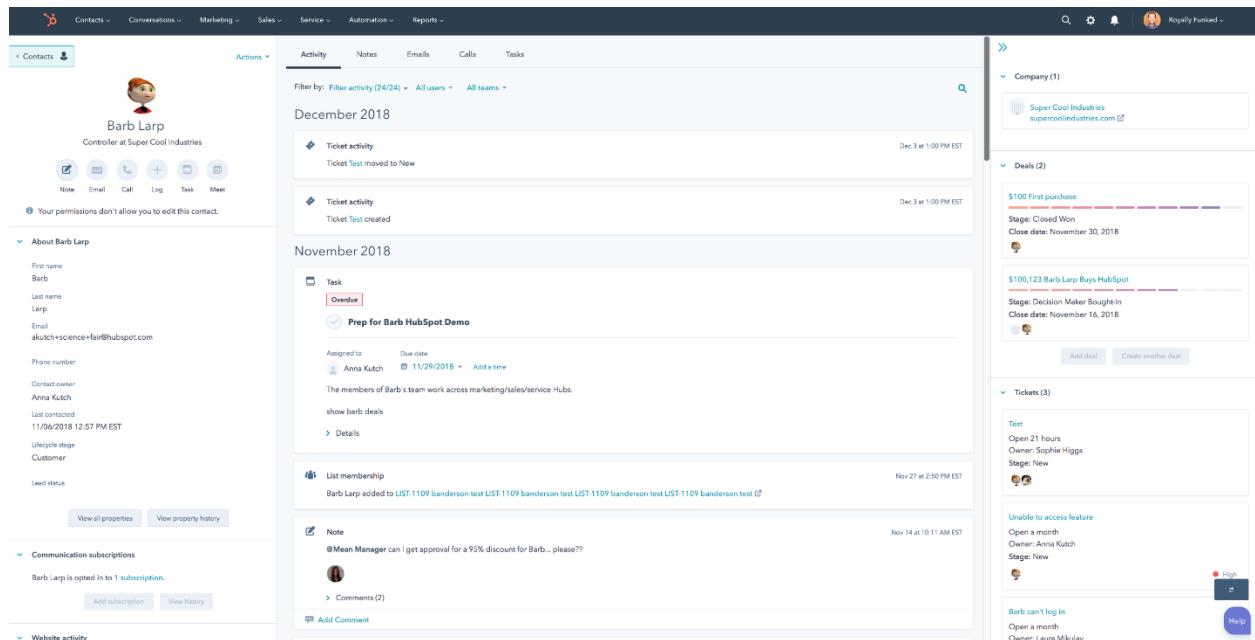 Contacts
Conversations
Marketing
Sales
Service
Automation
Reports
Royally Funked
Contacts
Actions
Barb Larp
Controller at Super Cool Industries
Note Email Call Log Task Meet
Your permissions don't allow you to edit this contact.
About Barb Larp
First name
Barb
Last name
Larp
Email
akutch+science+fair@hubspot.com
Phone number
Contact owner
Anna Kutch
Last contacted
11/06/2018 12:57 PM EST
Lifecycle stage
Customer
Lead status
View all properties
View property history
Communication subscriptions
Barb Larp is opted in to 1 subscription.
Add subscription
View history
Website activity
Activity
Notes
Emails
Calls
Tasks
Filter by: Filter activity (24/24) All users All teams
December 2018
Ticket activity
Dec 3 at 1:00 PM EST
Ticket Test moved to New
Ticket activity
Dec 3 at 1:00 PM EST
Ticket Test created
November 2018
Task
Overdue
Prep for Barb HubSpot Demo
Assigned to
Anna Kutch
Due date
11/29/2018 Add a time
The members of Barb's team work across marketing/sales/service Hubs.
show barb deals
Details
List membership
Nov 27 at 2:50 PM EST
Barb Larp added to LIST-1109 banderson test LIST-1109 banderson test LIST-1109 banderson test LIST-1109 banderson test
Note
Nov 14 at 10:11 AM EST
@Mean Manager can I get approval for a 95% discount for Barb... please??
Comments (2)
Add Comment
Company (1)
Super Cool Industries
supercoolindustries.com
Deals (2)
$100 First purchase
Stage: Closed Won
Close date: November 30, 2018
$100,123 Barb Larp Buys HubSpot
Stage: Decision Maker Bought-In
Close date: November 16, 2018
Add deal
Create another deal
Tickets (3)
Test
Open 21 hours
Owner: Sophie Higgs
Stage: New
Unable to access feature
Open a month
Owner: Anna Kutch
Stage: New
High
Barb can't log in
Open a month
Owner: Laura Mikulay
Help